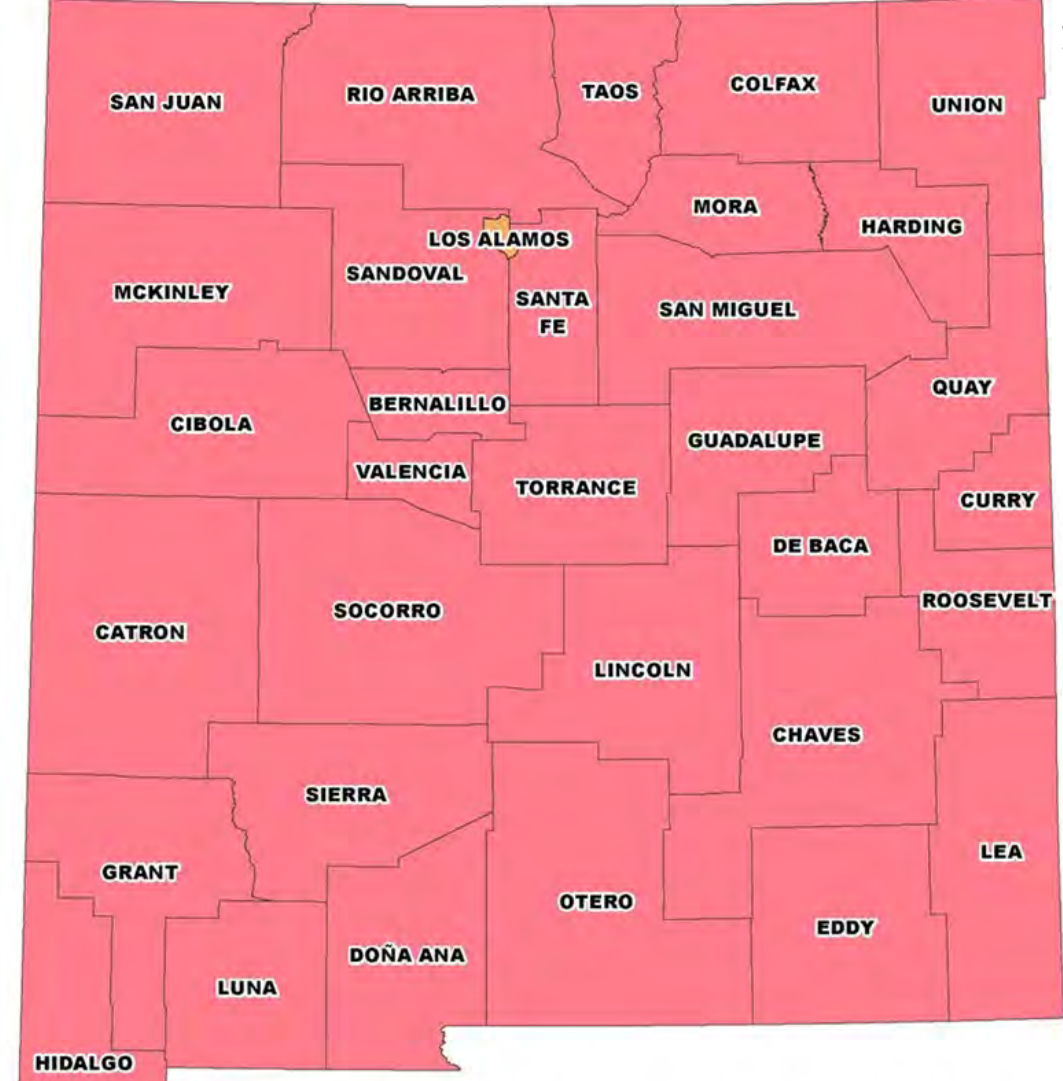 SAN JUAN
RIO ARRIBA
TAOS
COLFAX
UNION
MORA
HARDING
LOS ALAMOS
SANDOVAL
MCKINLEY
SANTA
FE
SAN MIGUEL
QUAY
BERNALILLO
CIBOLA
GUADALUPE
VALENCIA
TORRANCE
CURRY
DE BACA
ROOSEVELT
SOCORRO
CATRON
LINCOLN
CHAVES
SIERRA
LEA
GRANT
OTERO
EDDY
DOÑA ANA
LUNA
HIDALGO